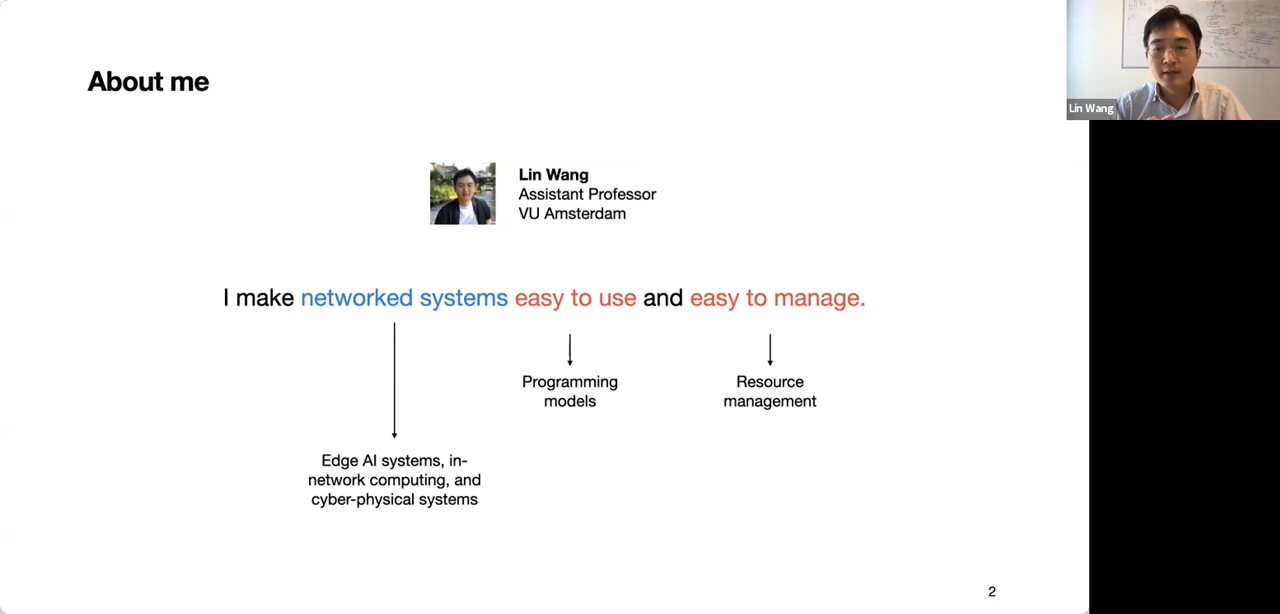 About me
Lin Wang
Lin Wang
Assistant Professor
VU Amsterdam
I make networked systems easy to use and easy to manage.
Programming
models
Resource
management
Edge AI systems, in-
network computing, and
cyber-physical systems
2